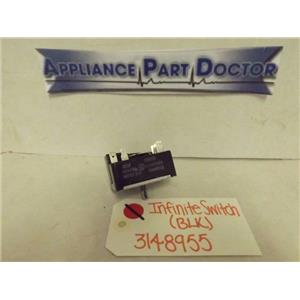 APPLIANCE PART DOCTOR
Infinite Switch
(BLK)
3148955